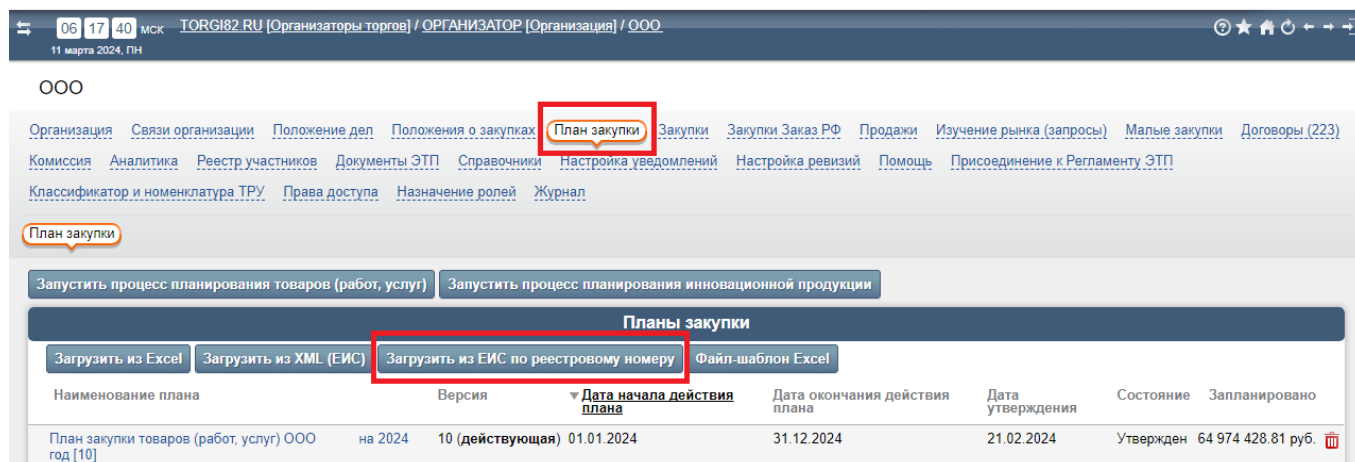 06 17 40 МСК TORGI82.RU [Организаторы торгов] / ОРГАНИЗАТОР [Организация] / ООО
11 марта 2024, ПН
ООО
Организация Связи организации Положение дел Положения о закупках План закупки Закупки Закупки Заказ РФ Продажи Изучение рынка (запросы) Малые закупки Договоры (223)
Комиссия Аналитика Реестр участников Документы ЭТП Справочники Настройка уведомлений Настройка ревизий Помощь Присоединение к Регламенту ЭТП
Классификатор и номенклатура ТРУ Права доступа Назначение ролей Журнал
План закупки
Запустить процесс планирования товаров (работ, услуг) Запустить процесс планирования инновационной продукции
Планы закупки
Загрузить из Excel Загрузить из XML (ЕИС) Загрузить из ЕИС по реестровому номеру Файл-шаблон Excel
Наименование плана Версия ▼Дата начала действия плана Дата окончания действия плана Дата утверждения Состояние Запланировано
План закупки товаров (работ, услуг) ООО на 2024 10 (действующая) 01.01.2024 31.12.2024 21.02.2024 Утвержден 64 974 428.81 руб.
год [10]